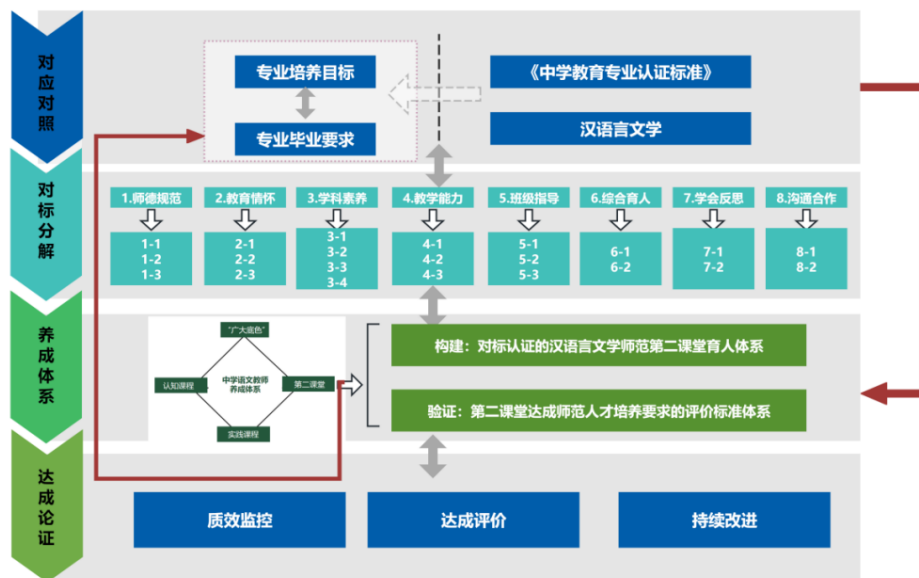 对应对照
专业培养目标
《中学教育专业认证标准》
专业毕业要求
汉语言文学
对标分解
1.师德规范
2.教育情怀
3.学科素养
4.教学能力
5.班级指导
6.综合育人
7.学会反思
8.沟通合作
1-1
1-2
1-3
2-1
2-2
2-3
3-1
3-2
3-3
3-4
4-1
4-2
4-3
5-1
5-2
5-3
6-1
6-2
7-1
7-2
8-1
8-2
养成体系
“广大底色”
认知课程
中学语文教师
养成体系
第二课堂
实践课程
构建：对标认证的汉语言文学师范第二课堂育人体系
验证：第二课堂达成师范人才培养要求的评价标准体系
达成论证
质效监控
达成评价
持续改进